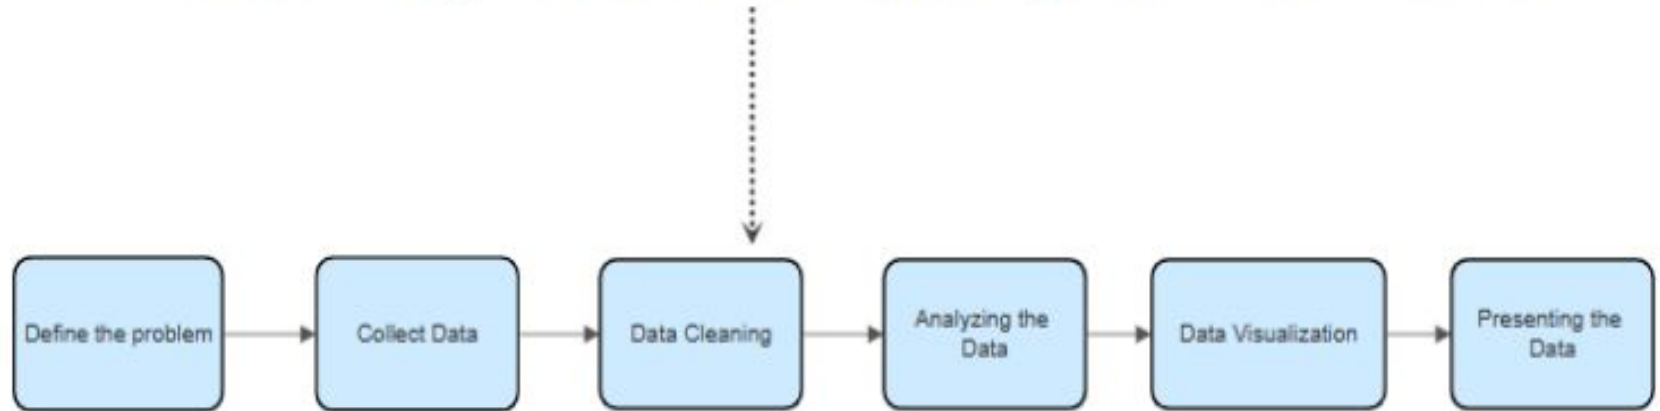 Define the problem
Collect Data
Data Cleaning
Analyzing the
Data
Data Visualization
Presenting the
Data